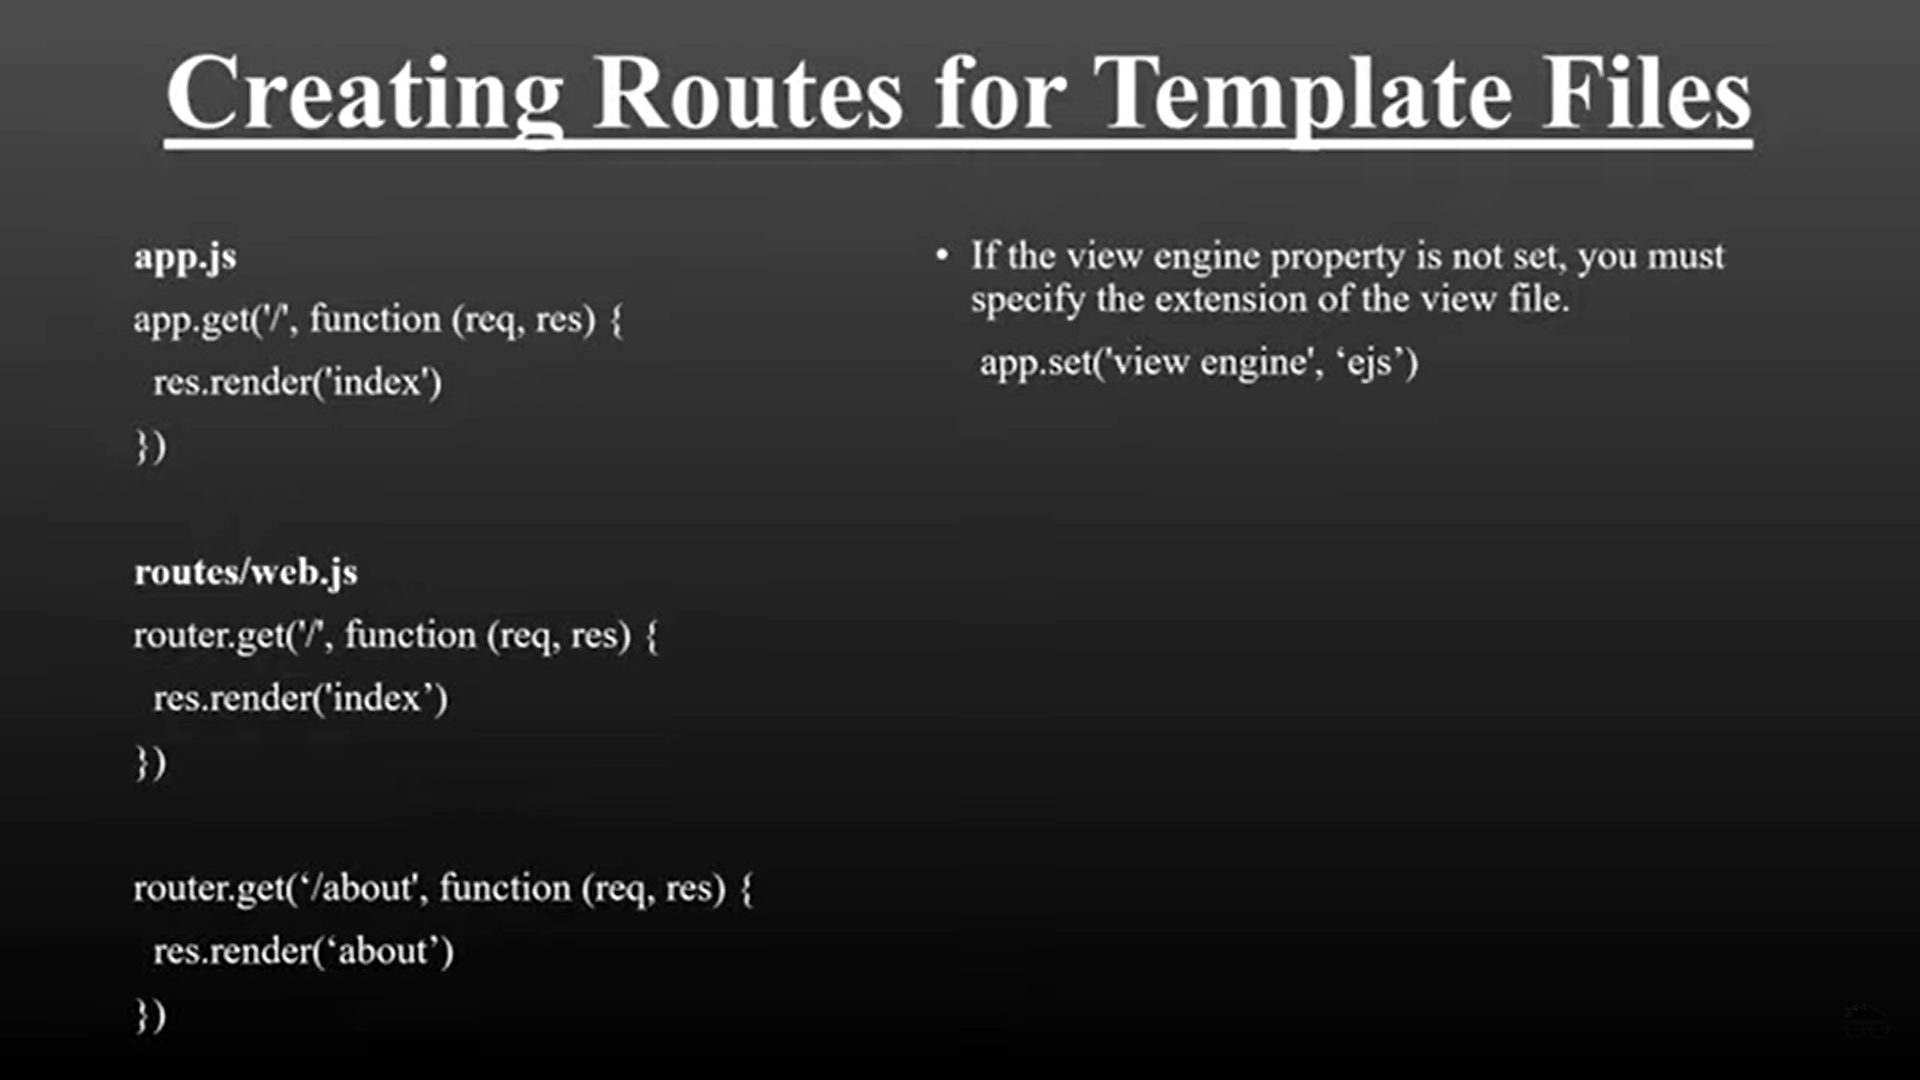 Creating Routes for Template Files
app.js
app.get('/', function (req, res) {
res.render('index')
})
routes/web.js
router.get('/', function (req, res) {
res.render('index’)
})
router.get(‘/about', function (req, res) {
res.render(‘about’)
})
• If the view engine property is not set, you must
specify the extension of the view file.
app.set('view engine', ‘ejs’)